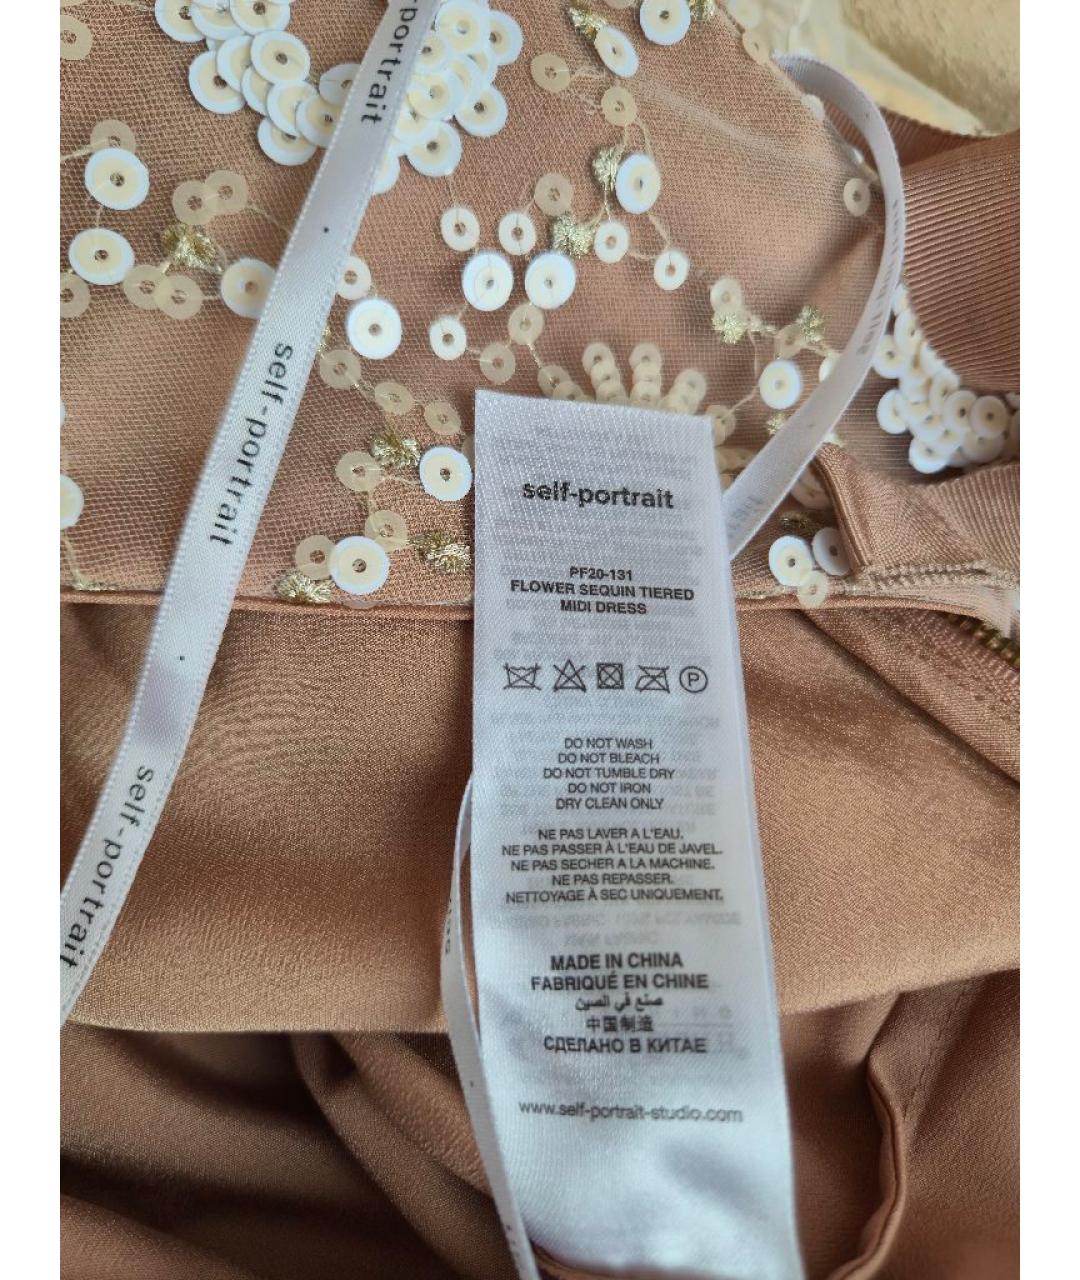 portrait
self-portrait
self-portrait
self-portrait
PF20-131
FLOWER SEQUIN TIERED
MIDI DRESS
P
DO NOT WASH
DO NOT BLEACH
DO NOT TUMBLE DRY
DO NOT IRON
DRY CLEAN ONLY
NE PAS LAVER A L'EAU.
NE PAS PASSER À L'EAU DE JAVEL.
NE PAS SECHER A LA MACHINE.
NE PAS REPASSER.
NETTOYAGE À SEC UNIQUEMENT.
MADE IN CHINA
FABRIQUÉ EN CHINE
صنع في الصين
中国制造
СДЕЛАНО В КИТАЕ
www.self-portrait-studio.com